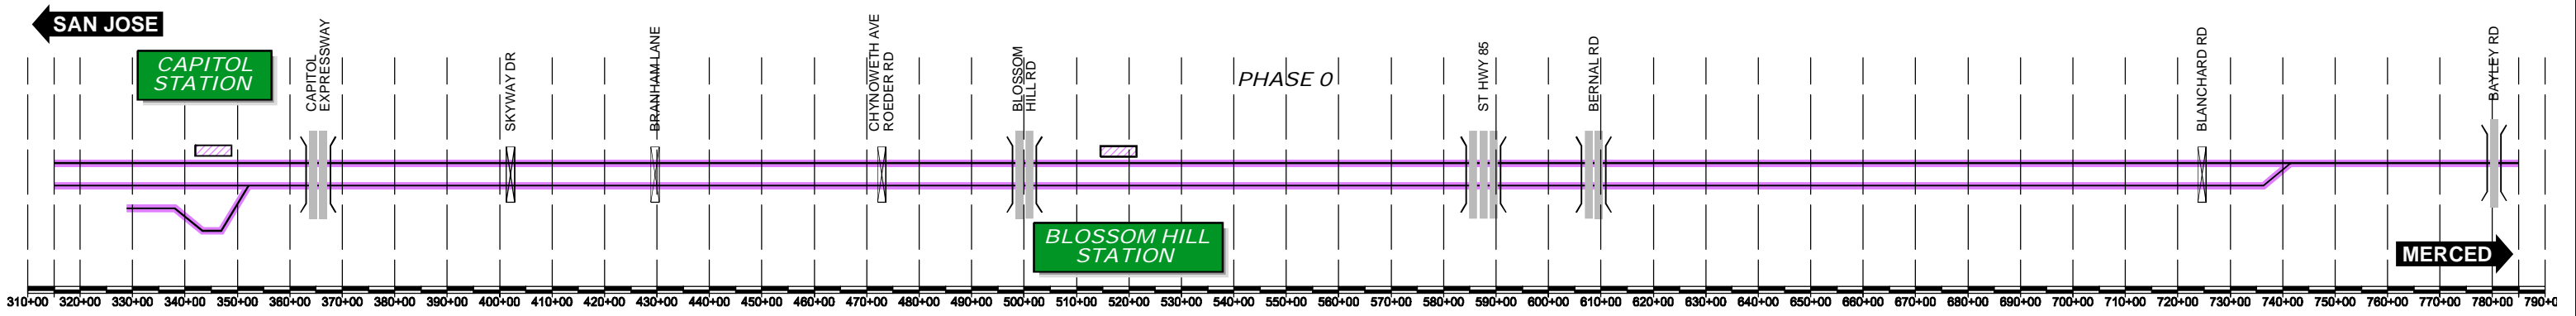 SAN JOSE
CAPITOL
STATION
CAPITOL
EXPRESSWAY
SKYWAY DR
BRANHAM LANE
CHYNOWETH AVE
ROEDER RD
BLOSSOM
HILL RD
PHASE 0
ST HWY 85
BERNAL RD
BLANCHARD RD
BAYLEY RD
BLOSSOM HILL
STATION
MERCED
310+00 320+00 330+00 340+00 350+00 360+00 370+00 380+00 390+00 400+00 410+00 420+00 430+00 440+00 450+00 460+00 470+00 480+00 490+00 500+00 510+00 520+00 530+00 540+00 550+00 560+00 570+00 580+00 590+00 600+00 610+00 620+00 630+00 640+00 650+00 660+00 670+00 680+00 690+00 700+00 710+00 720+00 730+00 740+00 750+00 760+00 770+00 780+00 790+0